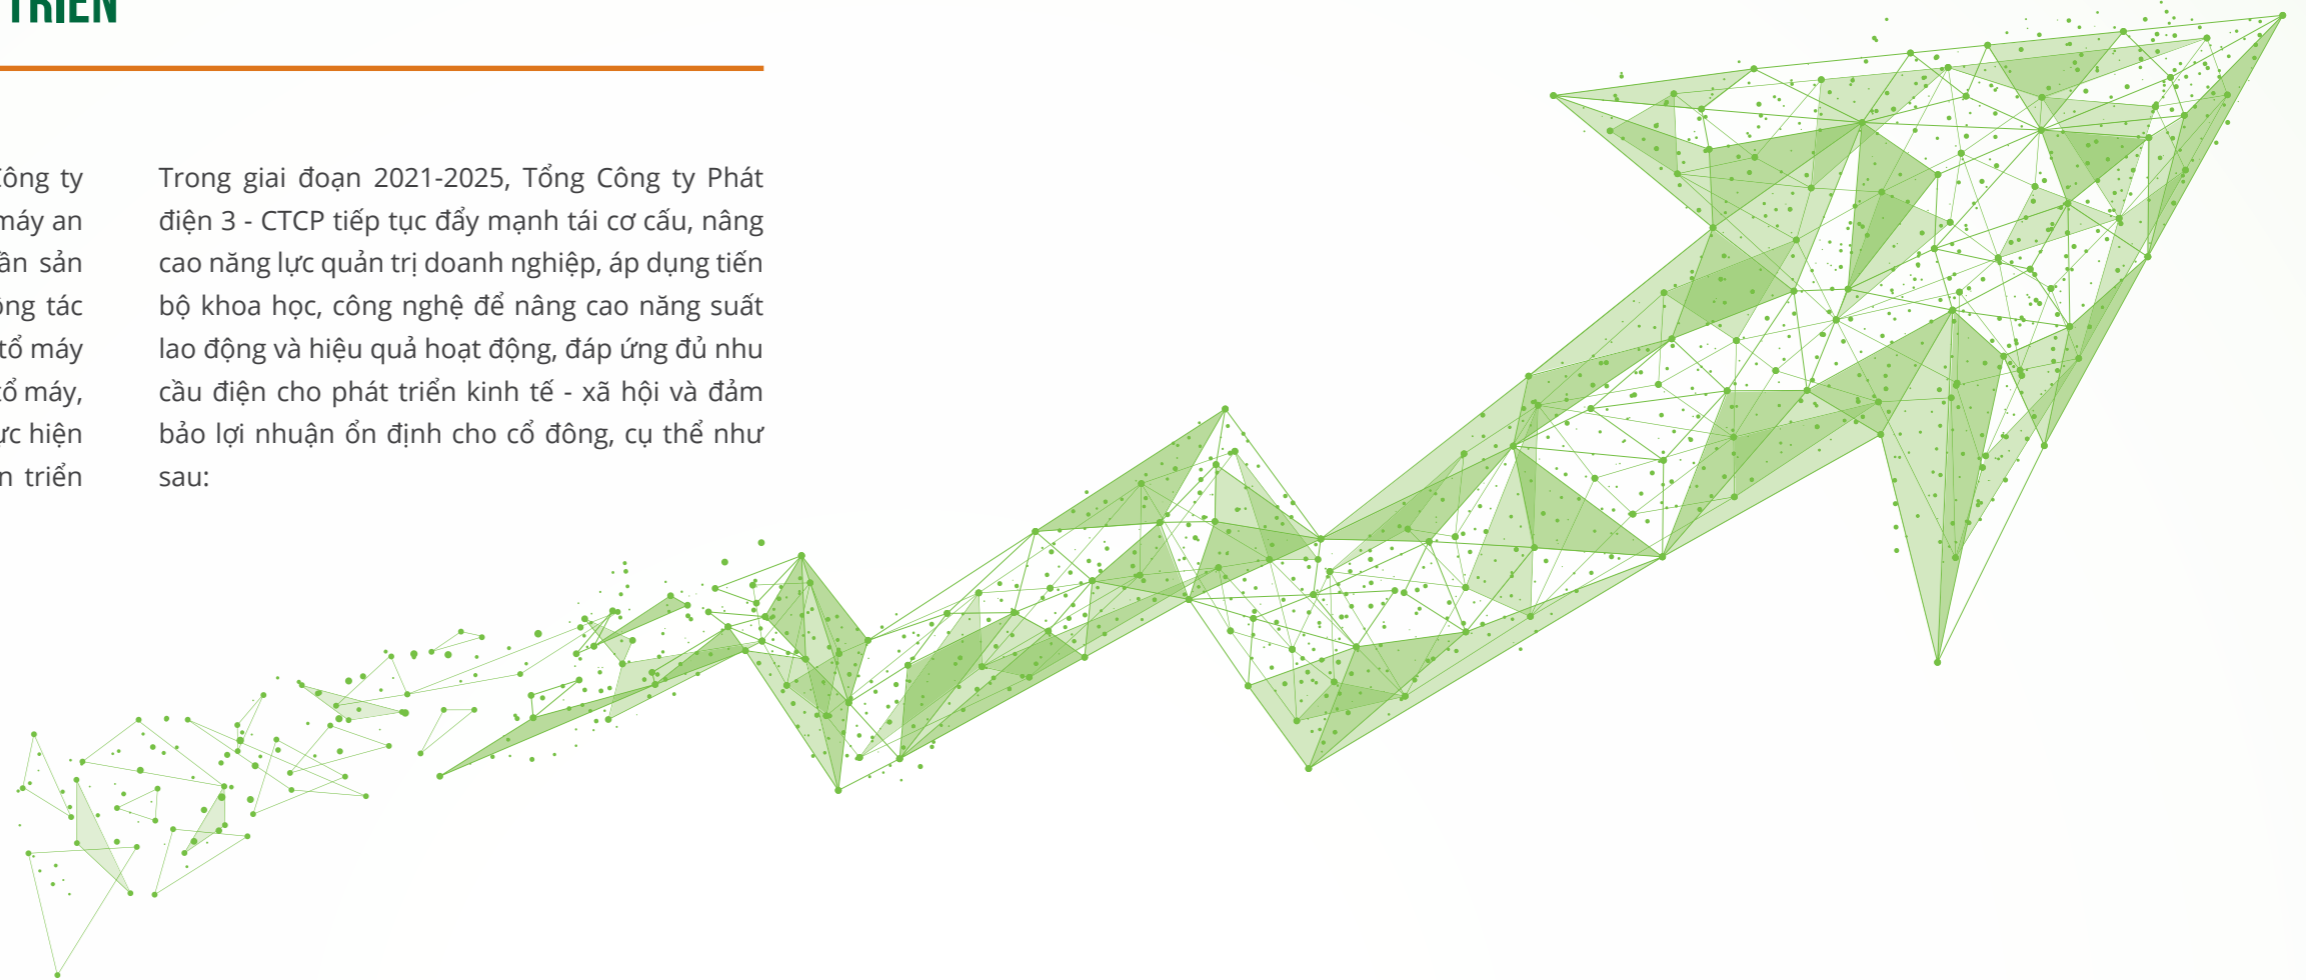 TRIỂN
Công ty
máy an
sản
tác
tổ máy
tổ máy,
hiện
triển
Trong giai đoạn 2021-2025, Tổng Công ty Phát
điện 3 - CTCP tiếp tục đẩy mạnh tái cơ cấu, nâng
cao năng lực quản trị doanh nghiệp, áp dụng tiến
bộ khoa học, công nghệ để nâng cao năng suất
lao động và hiệu quả hoạt động, đáp ứng đủ nhu
cầu điện cho phát triển kinh tế - xã hội và đảm
bảo lợi nhuận ổn định cho cổ đông, cụ thể như
sau: